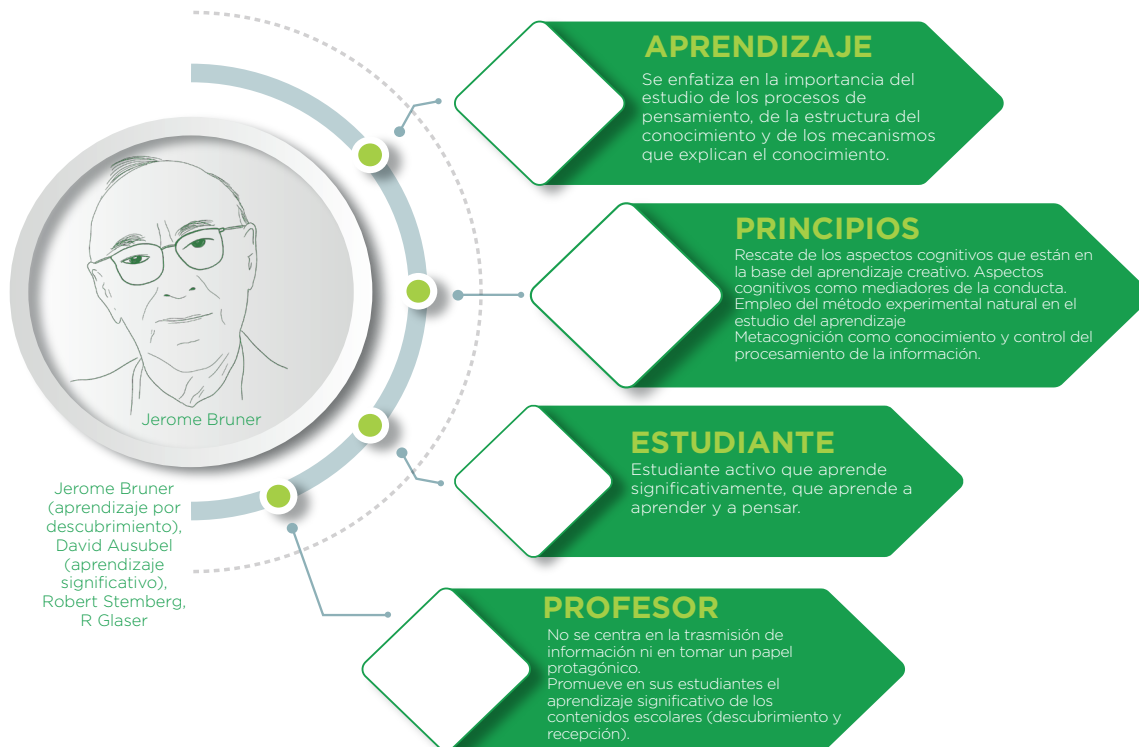 APRENDIZAJE
Se enfatiza en la importancia del
estudio de los procesos de
pensamiento, de la estructura del
conocimiento y de los mecanismos
que explican el conocimiento.
PRINCIPIOS
Rescate de los aspectos cognitivos que están en
la base del aprendizaje creativo. Aspectos
cognitivos como mediadores de la conducta.
Empleo del método experimental natural en el
estudio del aprendizaje
Metacognición como conocimiento y control del
procesamiento de la información.
Jerome Bruner
ESTUDIANTE
Estudiante activo que aprende
significativamente, que aprende a
aprender y a pensar.
Jerome Bruner
(aprendizaje por
descubrimiento),
David Ausubel
(aprendizaje
significativo),
Robert Stemberg,
R Glaser
PROFESOR
No se centra en la trasmisión de
información ni en tomar un papel
protagónico.
Promueve en sus estudiantes el
aprendizaje significativo de los
contenidos escolares (descubrimiento y
recepción).